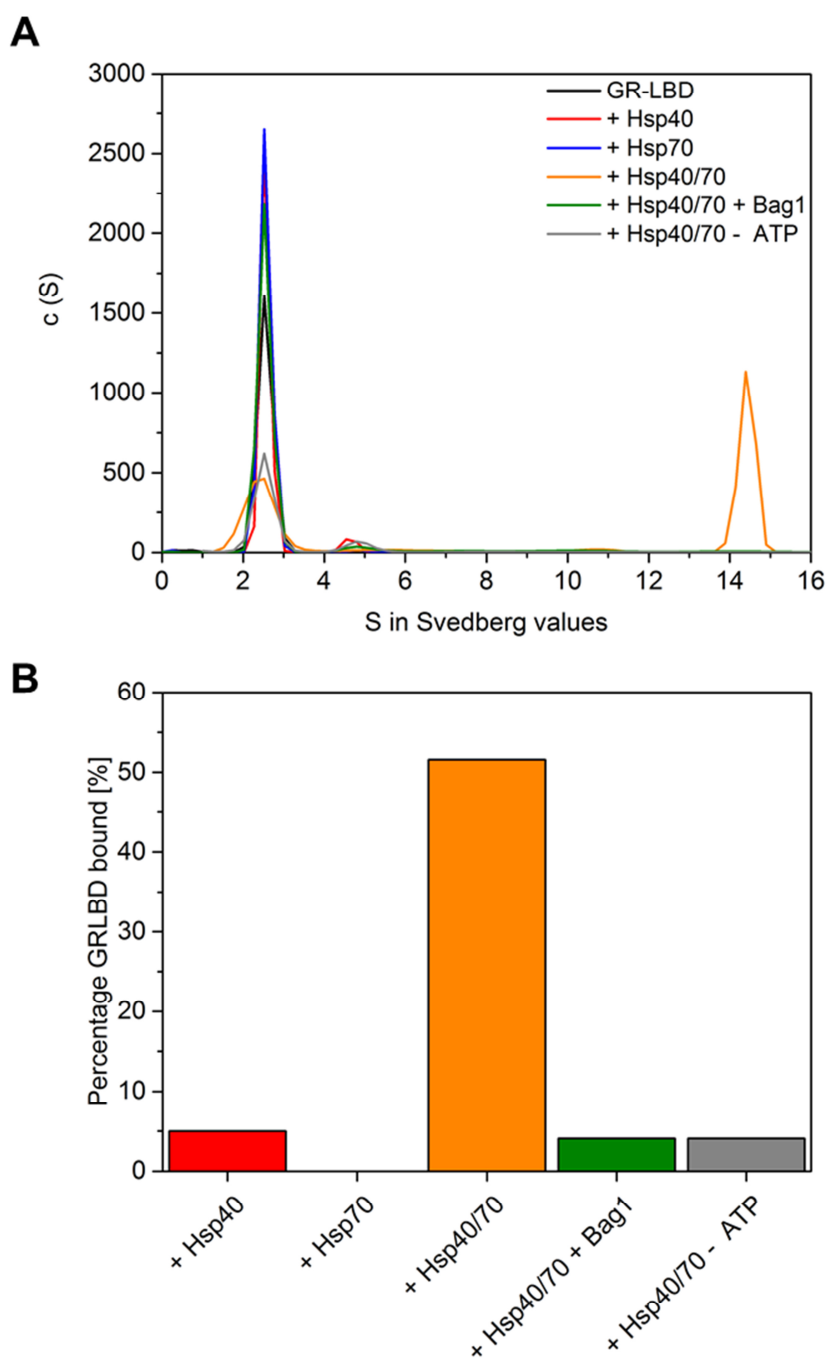 A
3000
2500
2000
1500
1000
500
0
c (S)
GR-LBD
+ Hsp40
+ Hsp70
+ Hsp40/70
+ Hsp40/70 + Bag1
+ Hsp40/70 - ATP
0 2 4 6 8 10 12 14 16
S in Svedberg values
B
60
50
40
30
20
10
0
Percentage GRLBD bound [%]
+ Hsp40
+ Hsp70
+ Hsp40/70
+ Hsp40/70 + Bag1
+ Hsp40/70 - ATP